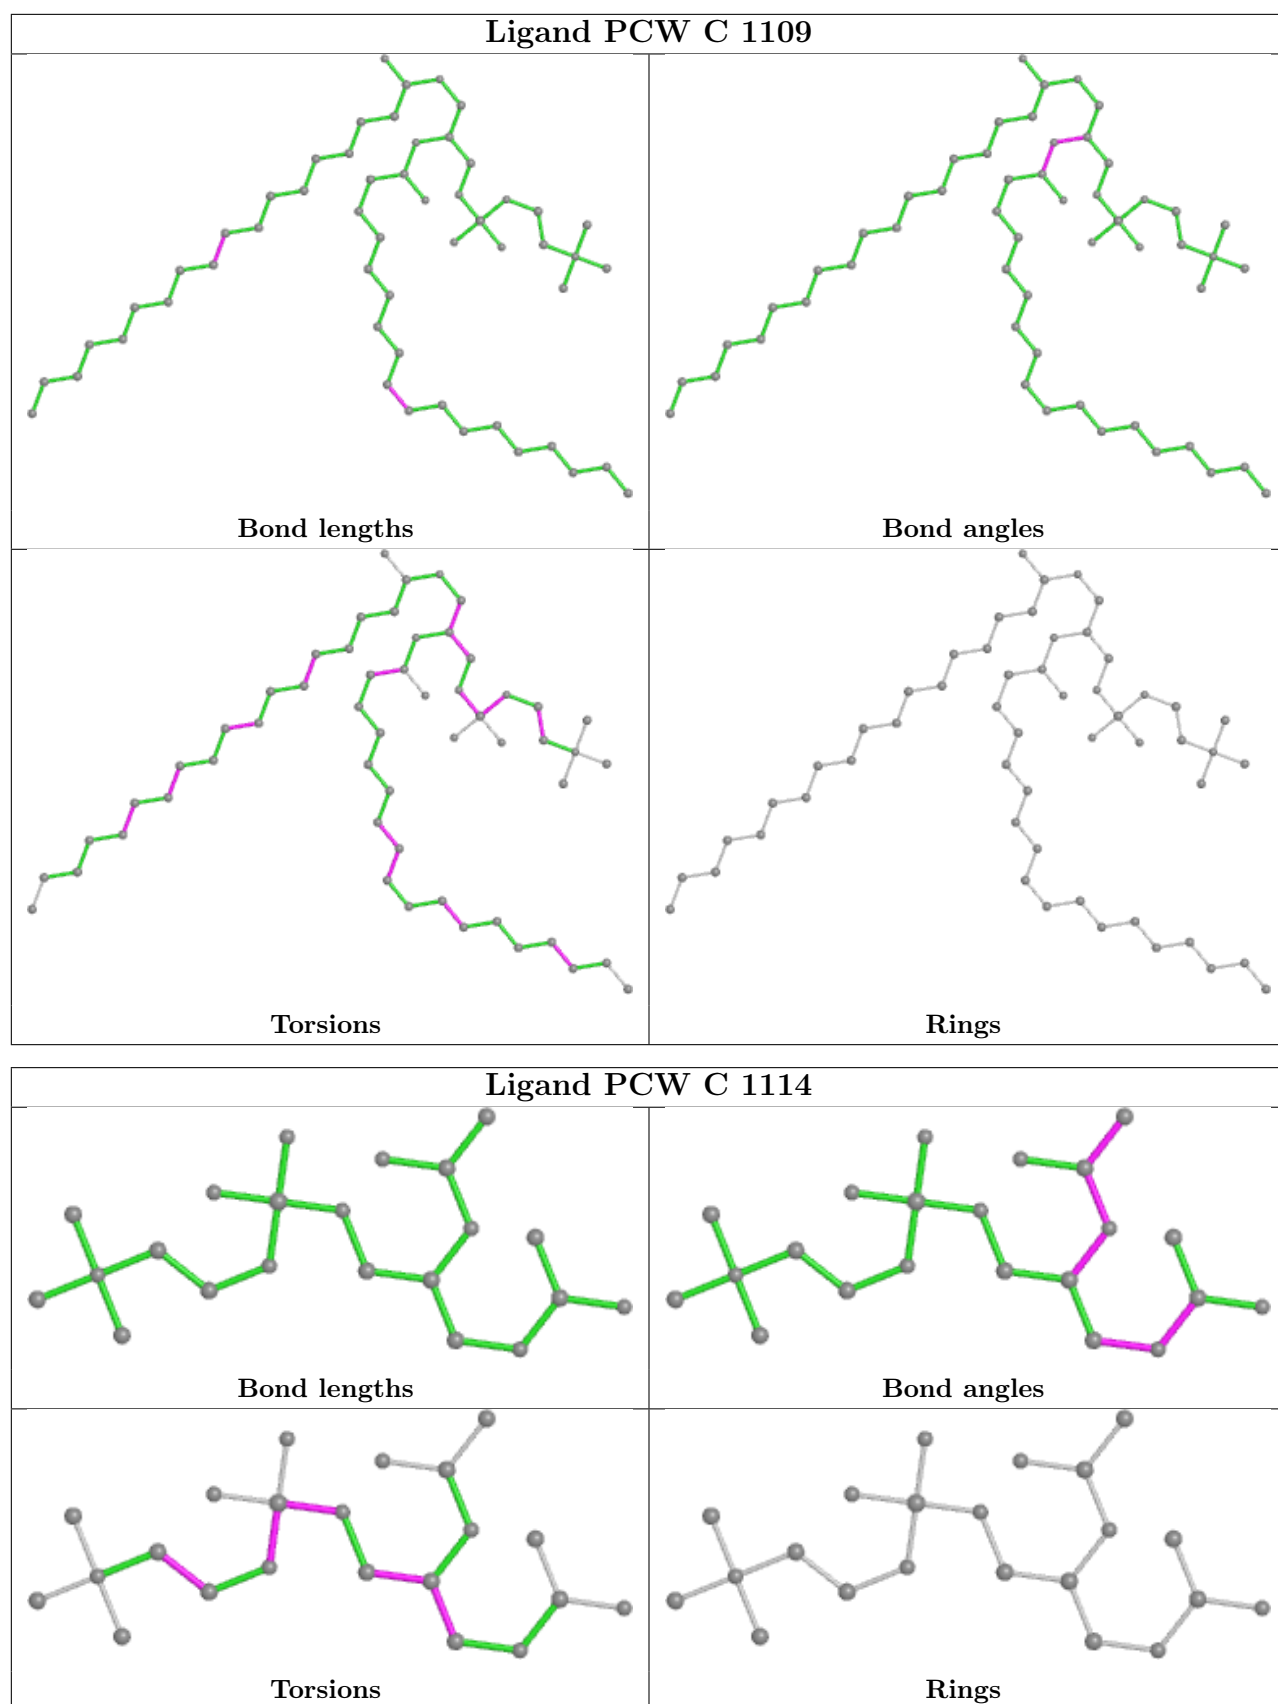 Ligand PCW C 1109
Bond lengths
Bond angles
Torsions
Rings
Ligand PCW C 1114
Bond lengths
Bond angles
Torsions
Rings